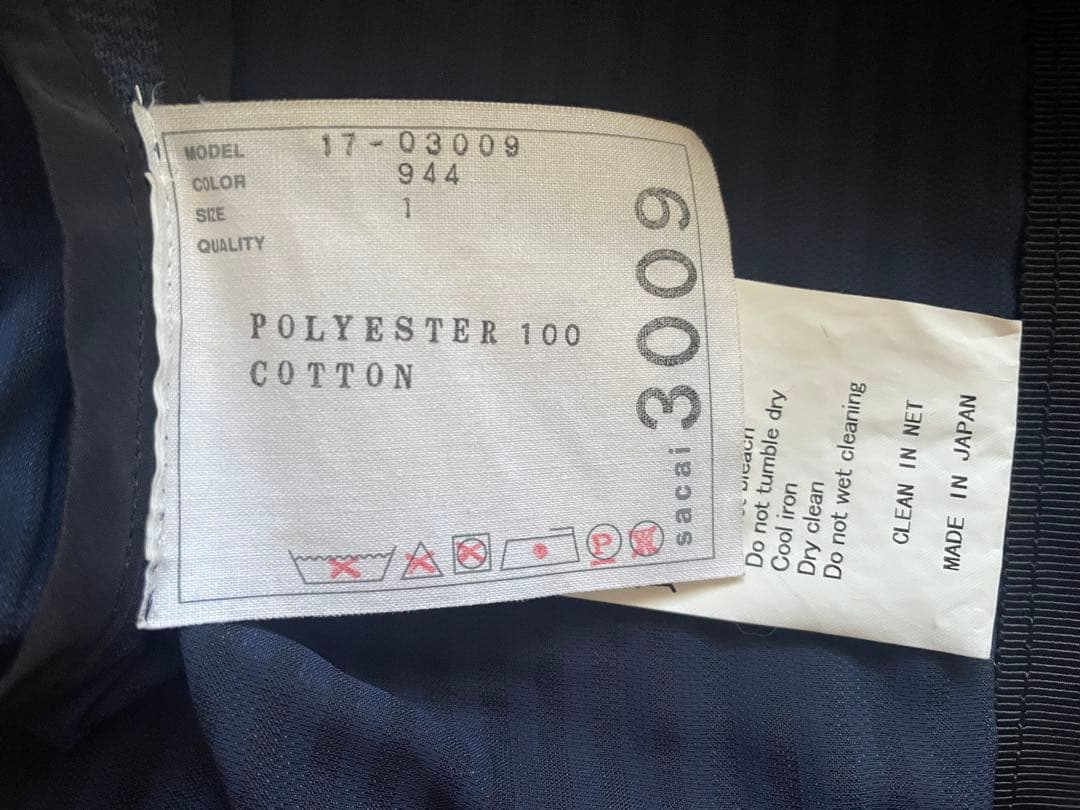 MODEL 17-03009
COLOR 944
SIZE 1
QUALITY
POLYESTER 100
COTTON
P
sacai 3009
bleach
Do not tumble dry
Cool iron
Dry clean
Do not wet cleaning
CLEAN IN NET
MADE IN JAPAN